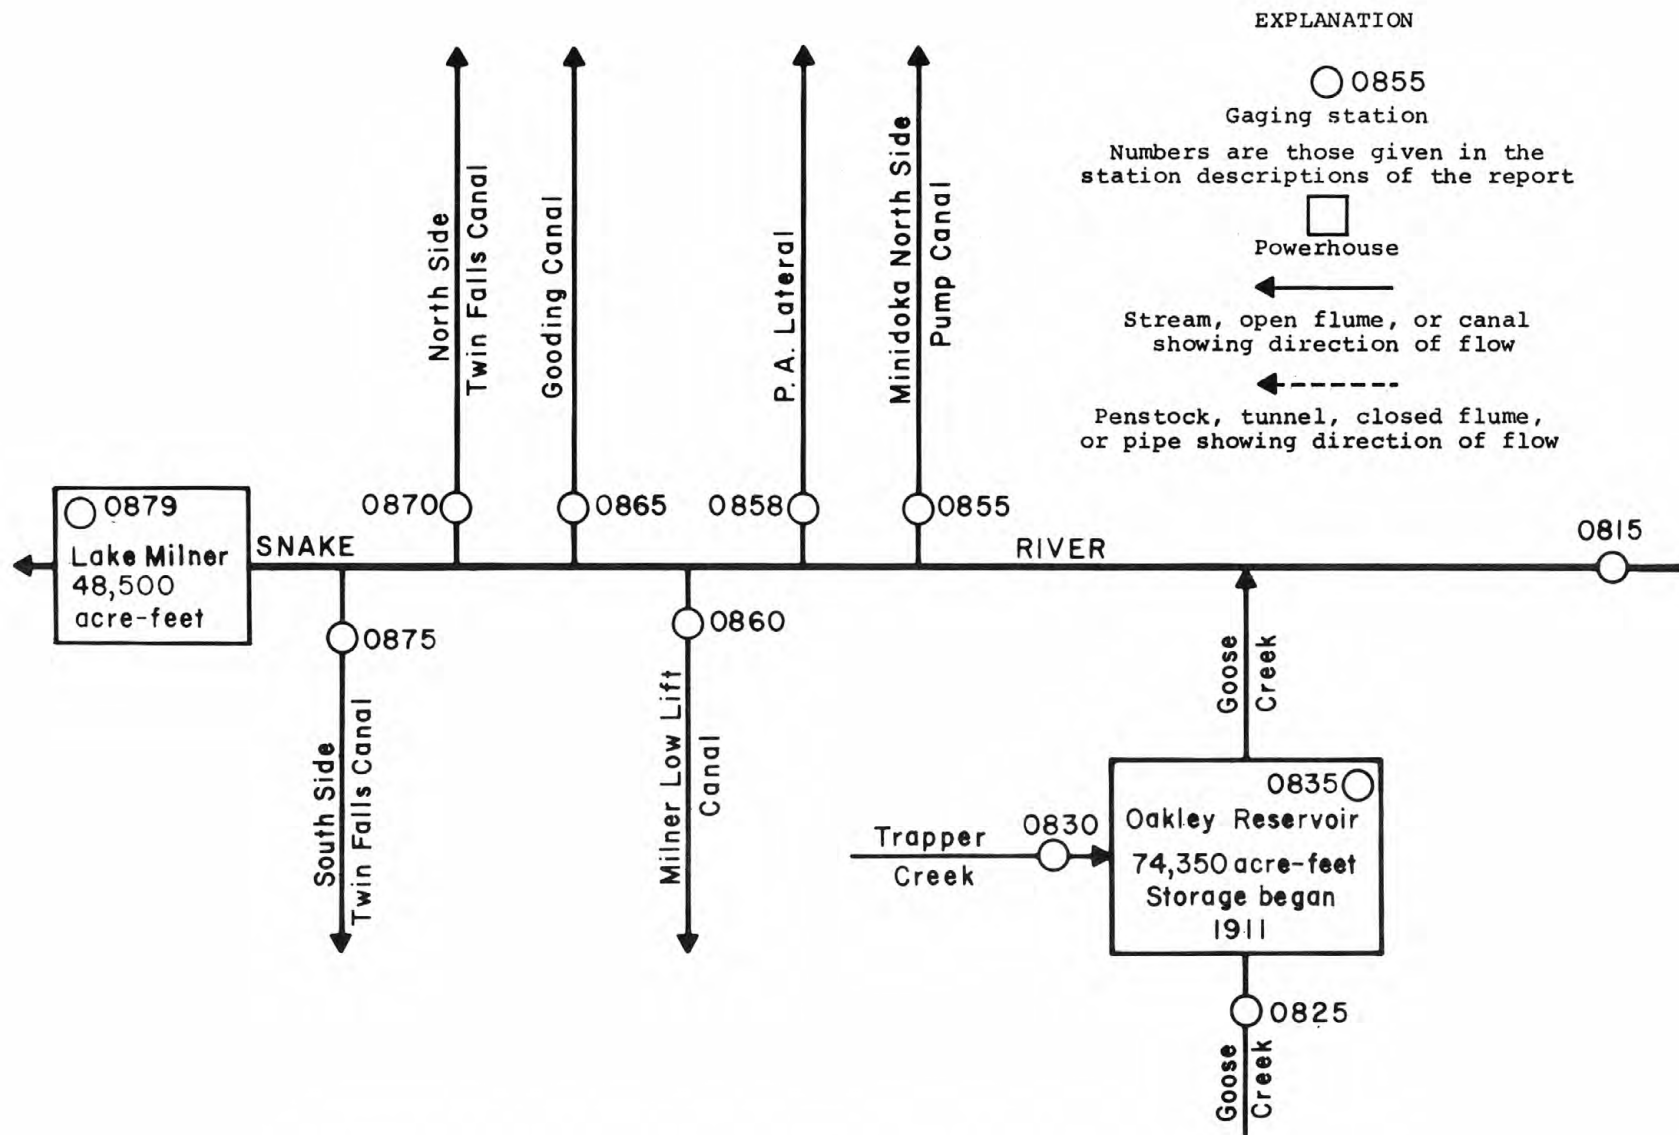 EXPLANATION
0855
Gaging station
Numbers are those given in the
station descriptions of the report
Powerhouse
Stream, open flume, or canal
showing direction of flow
Penstock, tunnel, closed flume,
or pipe showing direction of flow
North Side
Twin Falls Canal
Gooding Canal
P. A. Lateral
Minidoka North Side
Pump Canal
0879
Lake Milner
48,500
acre-feet
SNAKE
RIVER
0870
0865
0858
0855
0815
0875
0860
South Side
Twin Falls Canal
Milner Low Lift
Canal
Goose
Creek
Trapper
Creek
0830
0835
Oakley Reservoir
74,350 acre-feet
Storage began
1911
0825
Goose
Creek